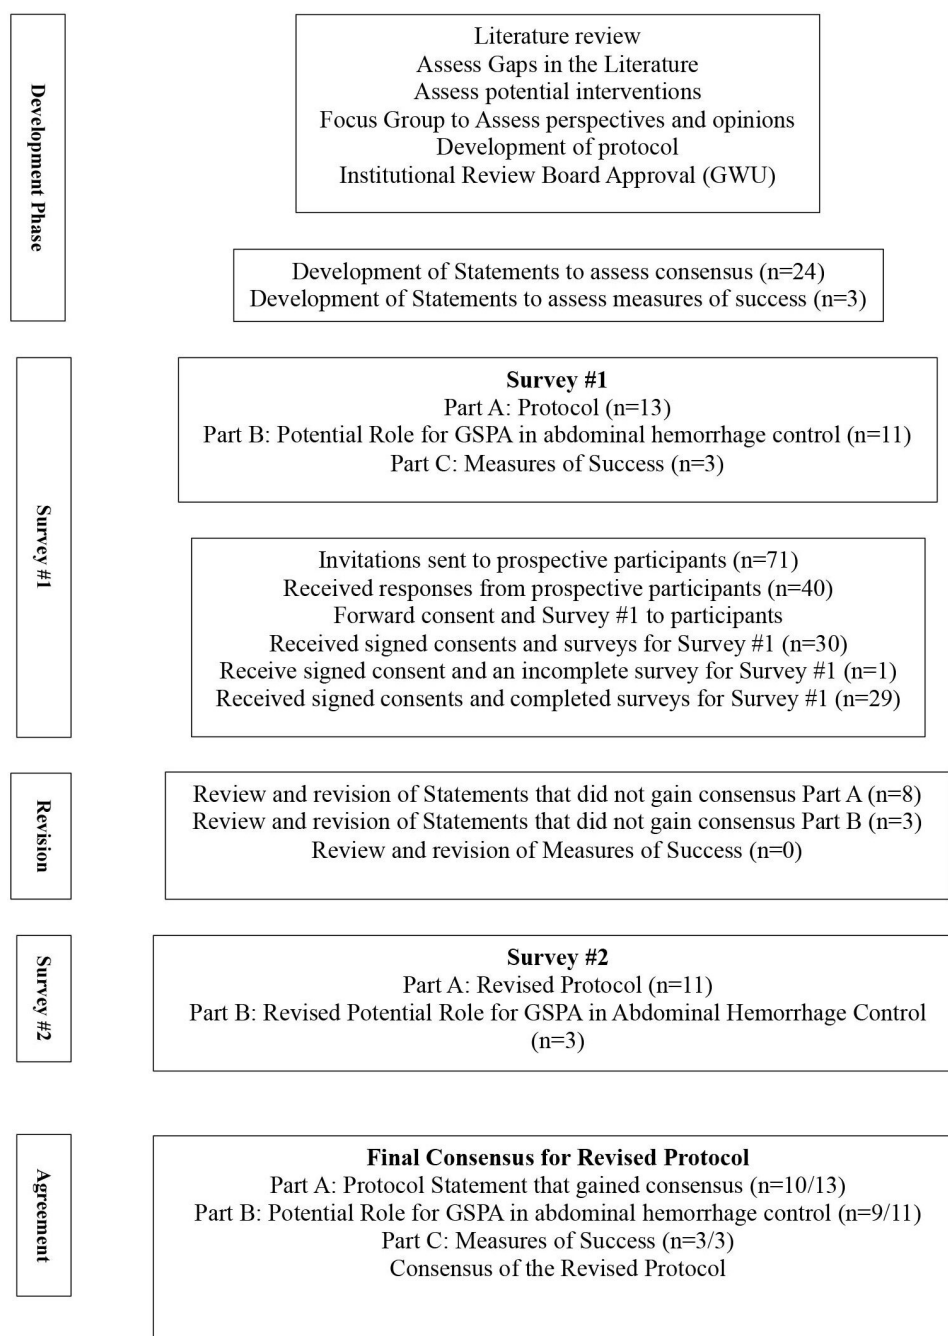 Development Phase
Literature review
Assess Gaps in the Literature
Assess potential interventions
Focus Group to Assess perspectives and opinions
Development of protocol
Institutional Review Board Approval (GWU)
Development of Statements to assess consensus (n=24)
Development of Statements to assess measures of success (n=3)
Survey #1
Survey #1
Part A: Protocol (n=13)
Part B: Potential Role for GSPA in abdominal hemorrhage control (n=11)
Part C: Measures of Success (n=3)
Invitations sent to prospective participants (n=71)
Received responses from prospective participants (n=40)
Forward consent and Survey #1 to participants
Received signed consents and surveys for Survey #1 (n=30)
Receive signed consent and an incomplete survey for Survey #1 (n=1)
Received signed consents and completed surveys for Survey #1 (n=29)
Revision
Review and revision of Statements that did not gain consensus Part A (n=8)
Review and revision of Statements that did not gain consensus Part B (n=3)
Review and revision of Measures of Success (n=0)
Survey #2
Survey #2
Part A: Revised Protocol (n=11)
Part B: Revised Potential Role for GSPA in Abdominal Hemorrhage Control
(n=3)
Agreement
Final Consensus for Revised Protocol
Part A: Protocol Statement that gained consensus (n=10/13)
Part B: Potential Role for GSPA in abdominal hemorrhage control (n=9/11)
Part C: Measures of Success (n=3/3)
Consensus of the Revised Protocol